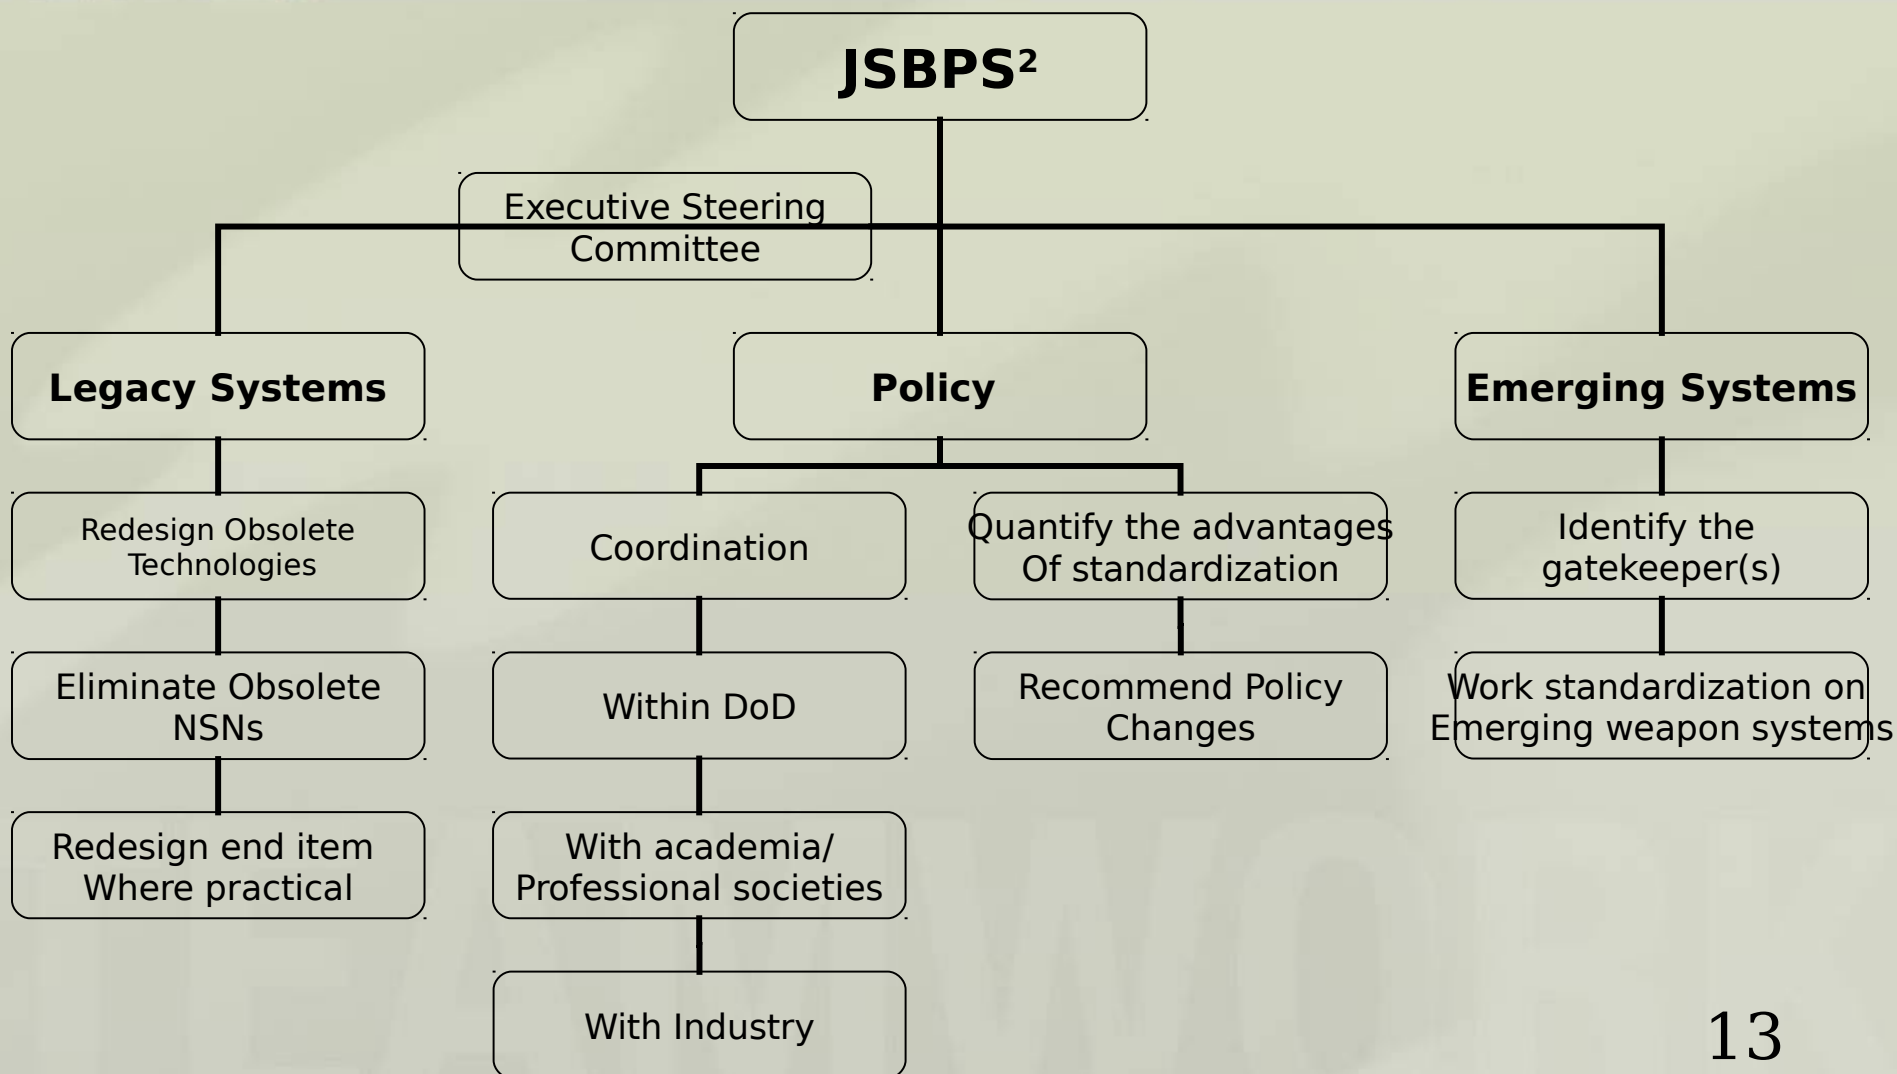 JSBPS²
Executive Steering
Committee
Legacy Systems
Policy
Emerging Systems
Redesign Obsolete
Technologies
Coordination
Quantify the advantages
Of standardization
Identify the
gatekeeper(s)
Eliminate Obsolete
NSNs
Within DoD
Recommend Policy
Changes
Work standardization on
Emerging weapon systems
Redesign end item
Where practical
With academia/
Professional societies
With Industry
13
TEAMWORK